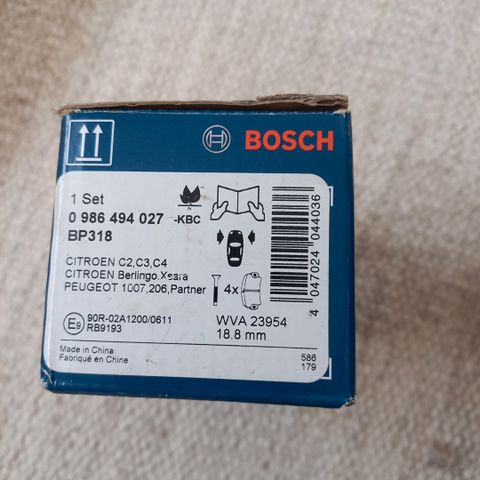 BOSCH
1 Set
0 986 494 027 -KBC
BP318
CITROEN C2,C3,C4
CITROEN Berlingo,Xsara
PEUGEOT 1007,206,Partner
4x
E9 90R-02A1200/0611
RB9193
WVA 23954
18.8 mm
Made in China
Fabriqué en Chine
586
179
4 047024 044036